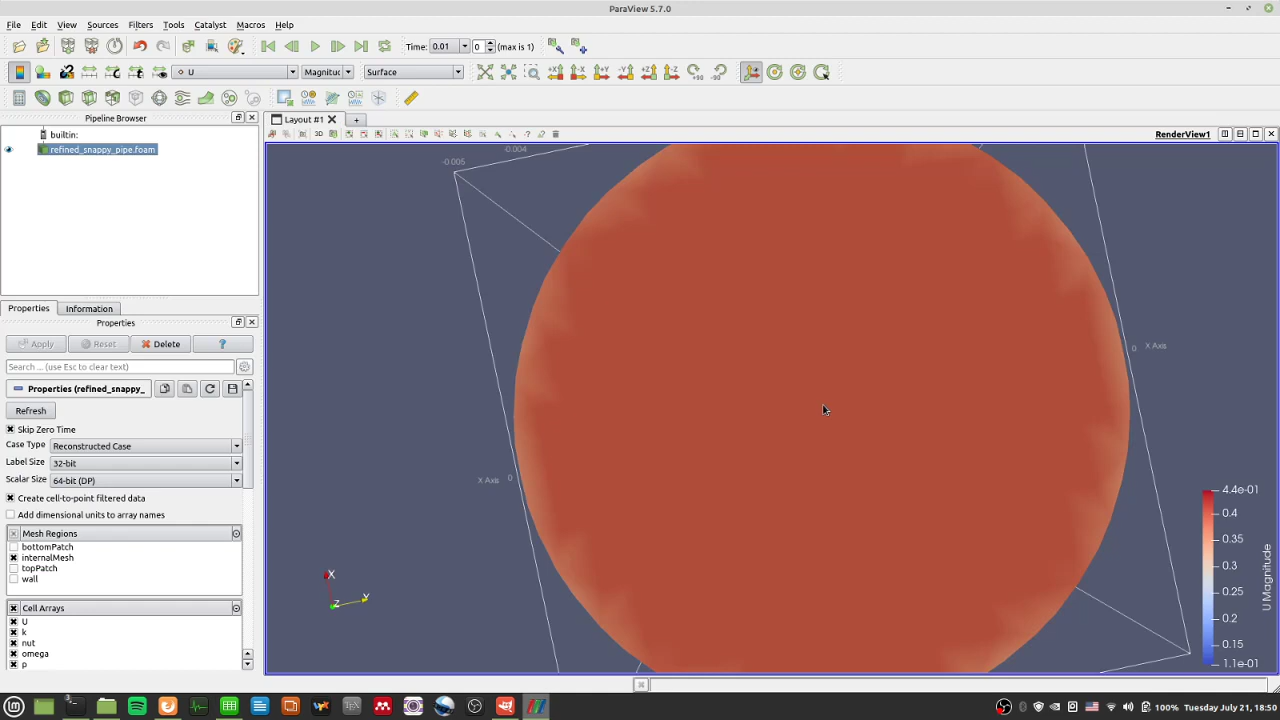 ParaView 5.7.0
File Edit View Sources Filters Tools Catalyst Macros Help
Time: 0.01 0 (max is 1)
U Magnituc Surface
Pipeline Browser
Layout #1
builtin:
refined_snappy_pipe.foam
3D
RenderView1
-0.005
-0.004
0 X Axis
X Axis 0
X
Y
Z
4.4e-01
0.4
0.35
0.3
0.25
0.2
0.15
1.1e-01
U Magnitude
Properties Information
Properties
Apply Reset Delete ?
Search ... (use Esc to clear text)
Properties (refined_snappy_
Refresh
Skip Zero Time
Case Type Reconstructed Case
Label Size 32-bit
Scalar Size 64-bit (DP)
Create cell-to-point filtered data
Add dimensional units to array names
Mesh Regions
bottomPatch
internalMesh
topPatch
wall
Cell Arrays
U
k
nut
omega
p
100% Tuesday July 21, 18:50